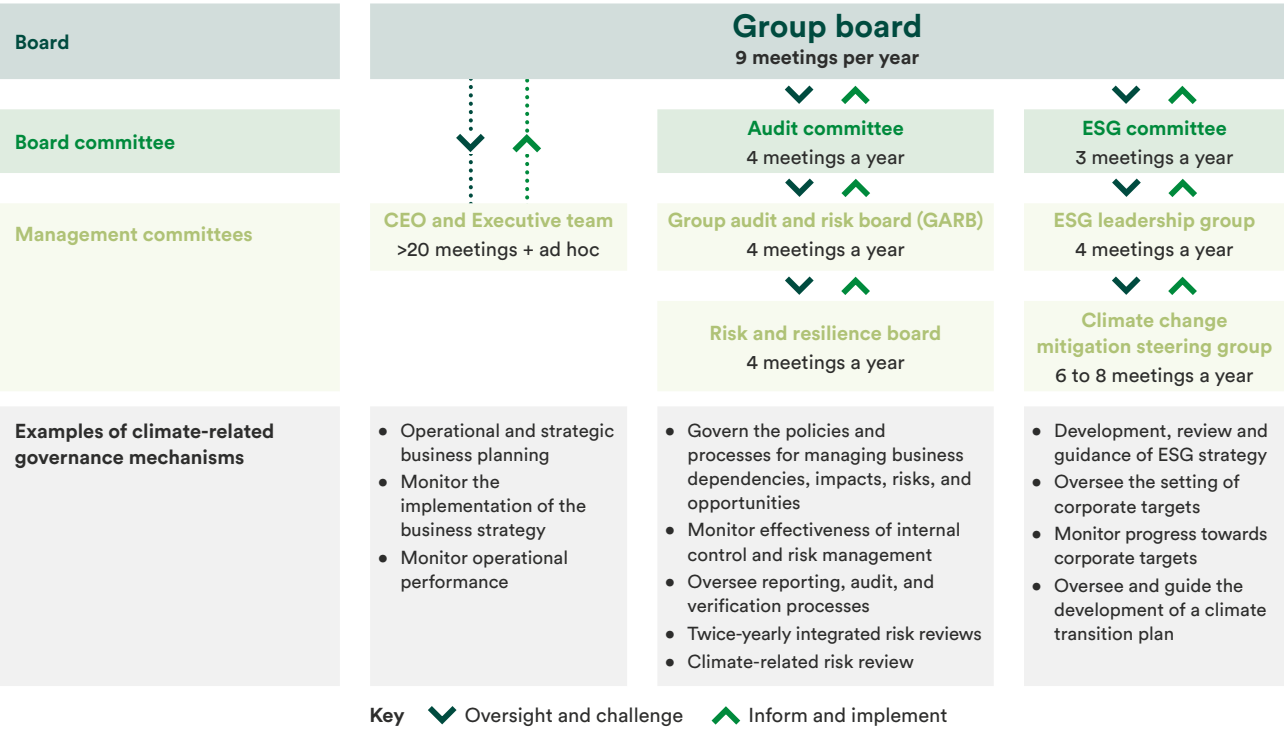 Board
Group board
9 meetings per year
Board committee
Audit committee
4 meetings a year
ESG committee
3 meetings a year
Management committees
CEO and Executive team
>20 meetings + ad hoc
Group audit and risk board (GARB)
4 meetings a year
ESG leadership group
4 meetings a year
Risk and resilience board
4 meetings a year
Climate change
mitigation steering group
6 to 8 meetings a year
Examples of climate-related
governance mechanisms
• Operational and strategic
business planning
• Monitor the
implementation of the
business strategy
• Monitor operational
performance
• Govern the policies and
processes for managing business
dependencies, impacts, risks, and
opportunities
• Monitor effectiveness of internal
control and risk management
• Oversee reporting, audit, and
verification processes
• Twice-yearly integrated risk reviews
• Climate-related risk review
• Development, review and
guidance of ESG strategy
• Oversee the setting of
corporate targets
• Monitor progress towards
corporate targets
• Oversee and guide the
development of a climate
transition plan
Key Oversight and challenge Inform and implement